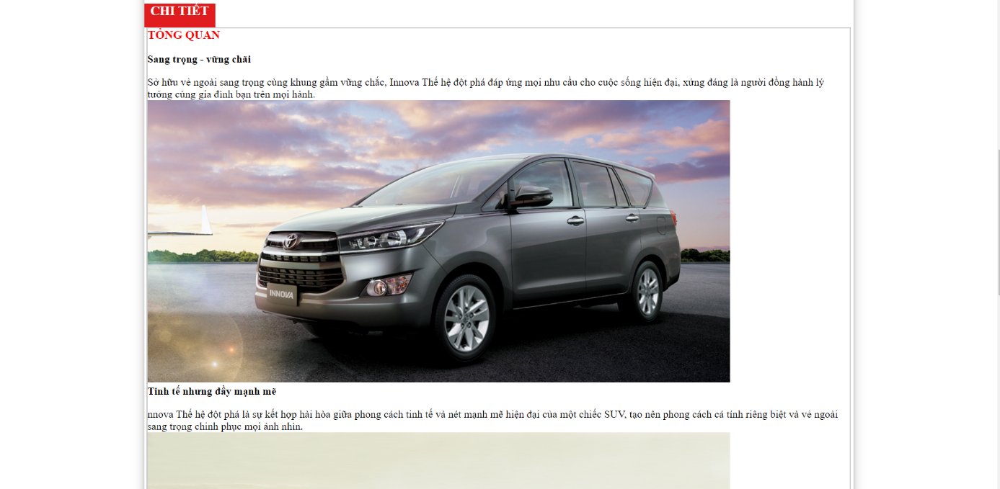 CHI TIẾT
TỔNG QUAN
Sang trọng - vững chãi
Sở hữu vẻ ngoài sang trọng cùng khung gầm vững chắc, Innova Thế hệ đột phá đáp ứng mọi nhu cầu cho cuộc sống hiện đại, xứng đáng là người đồng hành lý
tưởng cùng gia đình bạn trên mọi hành.
INNOVA
Tinh tế nhưng đầy mạnh mẽ
nnova Thế hệ đột phá là sự kết hợp hài hòa giữa phong cách tinh tế và nét mạnh mẽ hiện đại của một chiếc SUV, tạo nên phong cách cá tính riêng biệt và vẻ ngoài
sang trọng chinh phục mọi ánh nhìn.